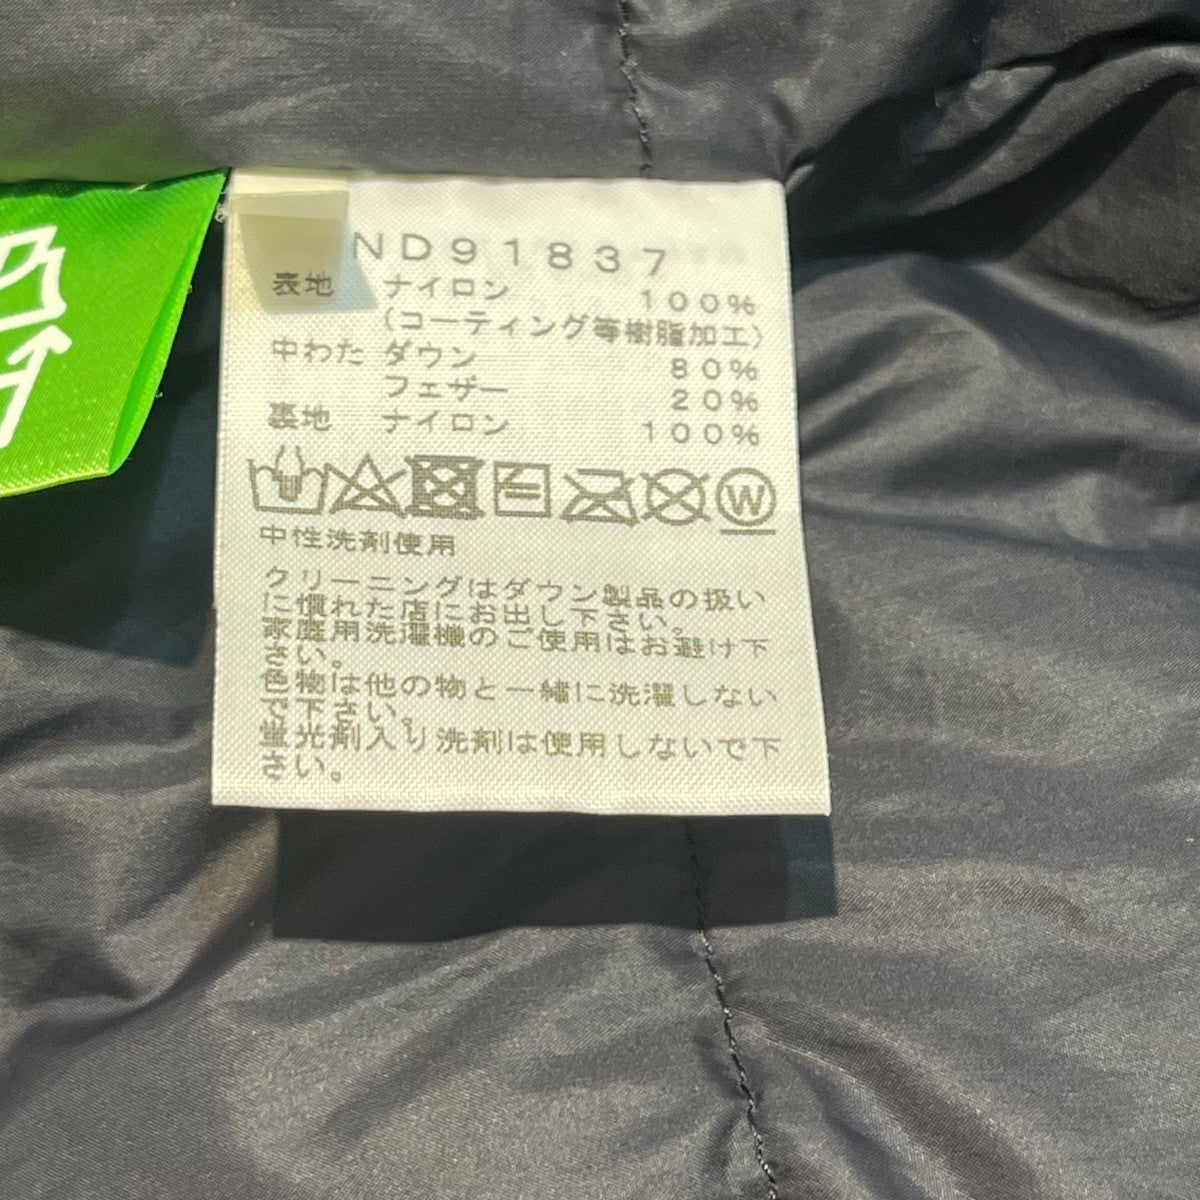 ND91837
表地 ナイロン 100%
(コーティング等樹脂加工)
中わた ダウン 80%
フェザー 20%
裏地 ナイロン 100%
W
中性洗剤使用
クリーニングはダウン製品の扱い
に慣れた店にお出し下さい。
家庭用洗濯機のご使用はお避け下
さい。
色物は他の物と一緒に洗濯しない
で下さい。
蛍光剤入り洗剤は使用しないで下
さい。